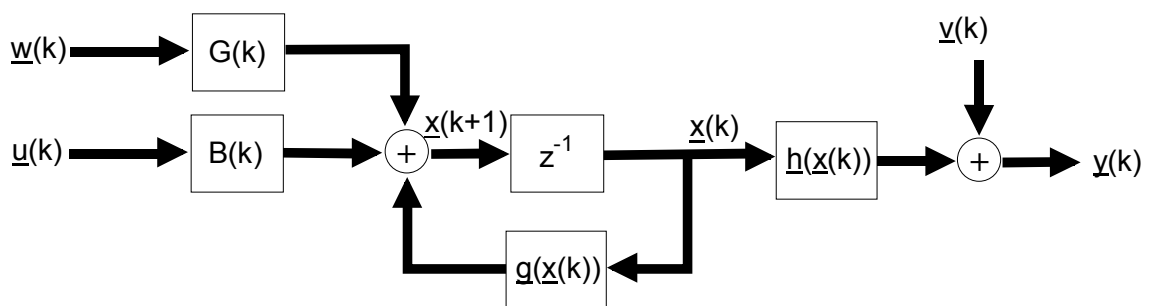 w(k)
G(k)
v(k)
u(k)
B(k)
+
x(k+1)
z⁻¹
x(k)
h(x(k))
+
y(k)
g(x(k))